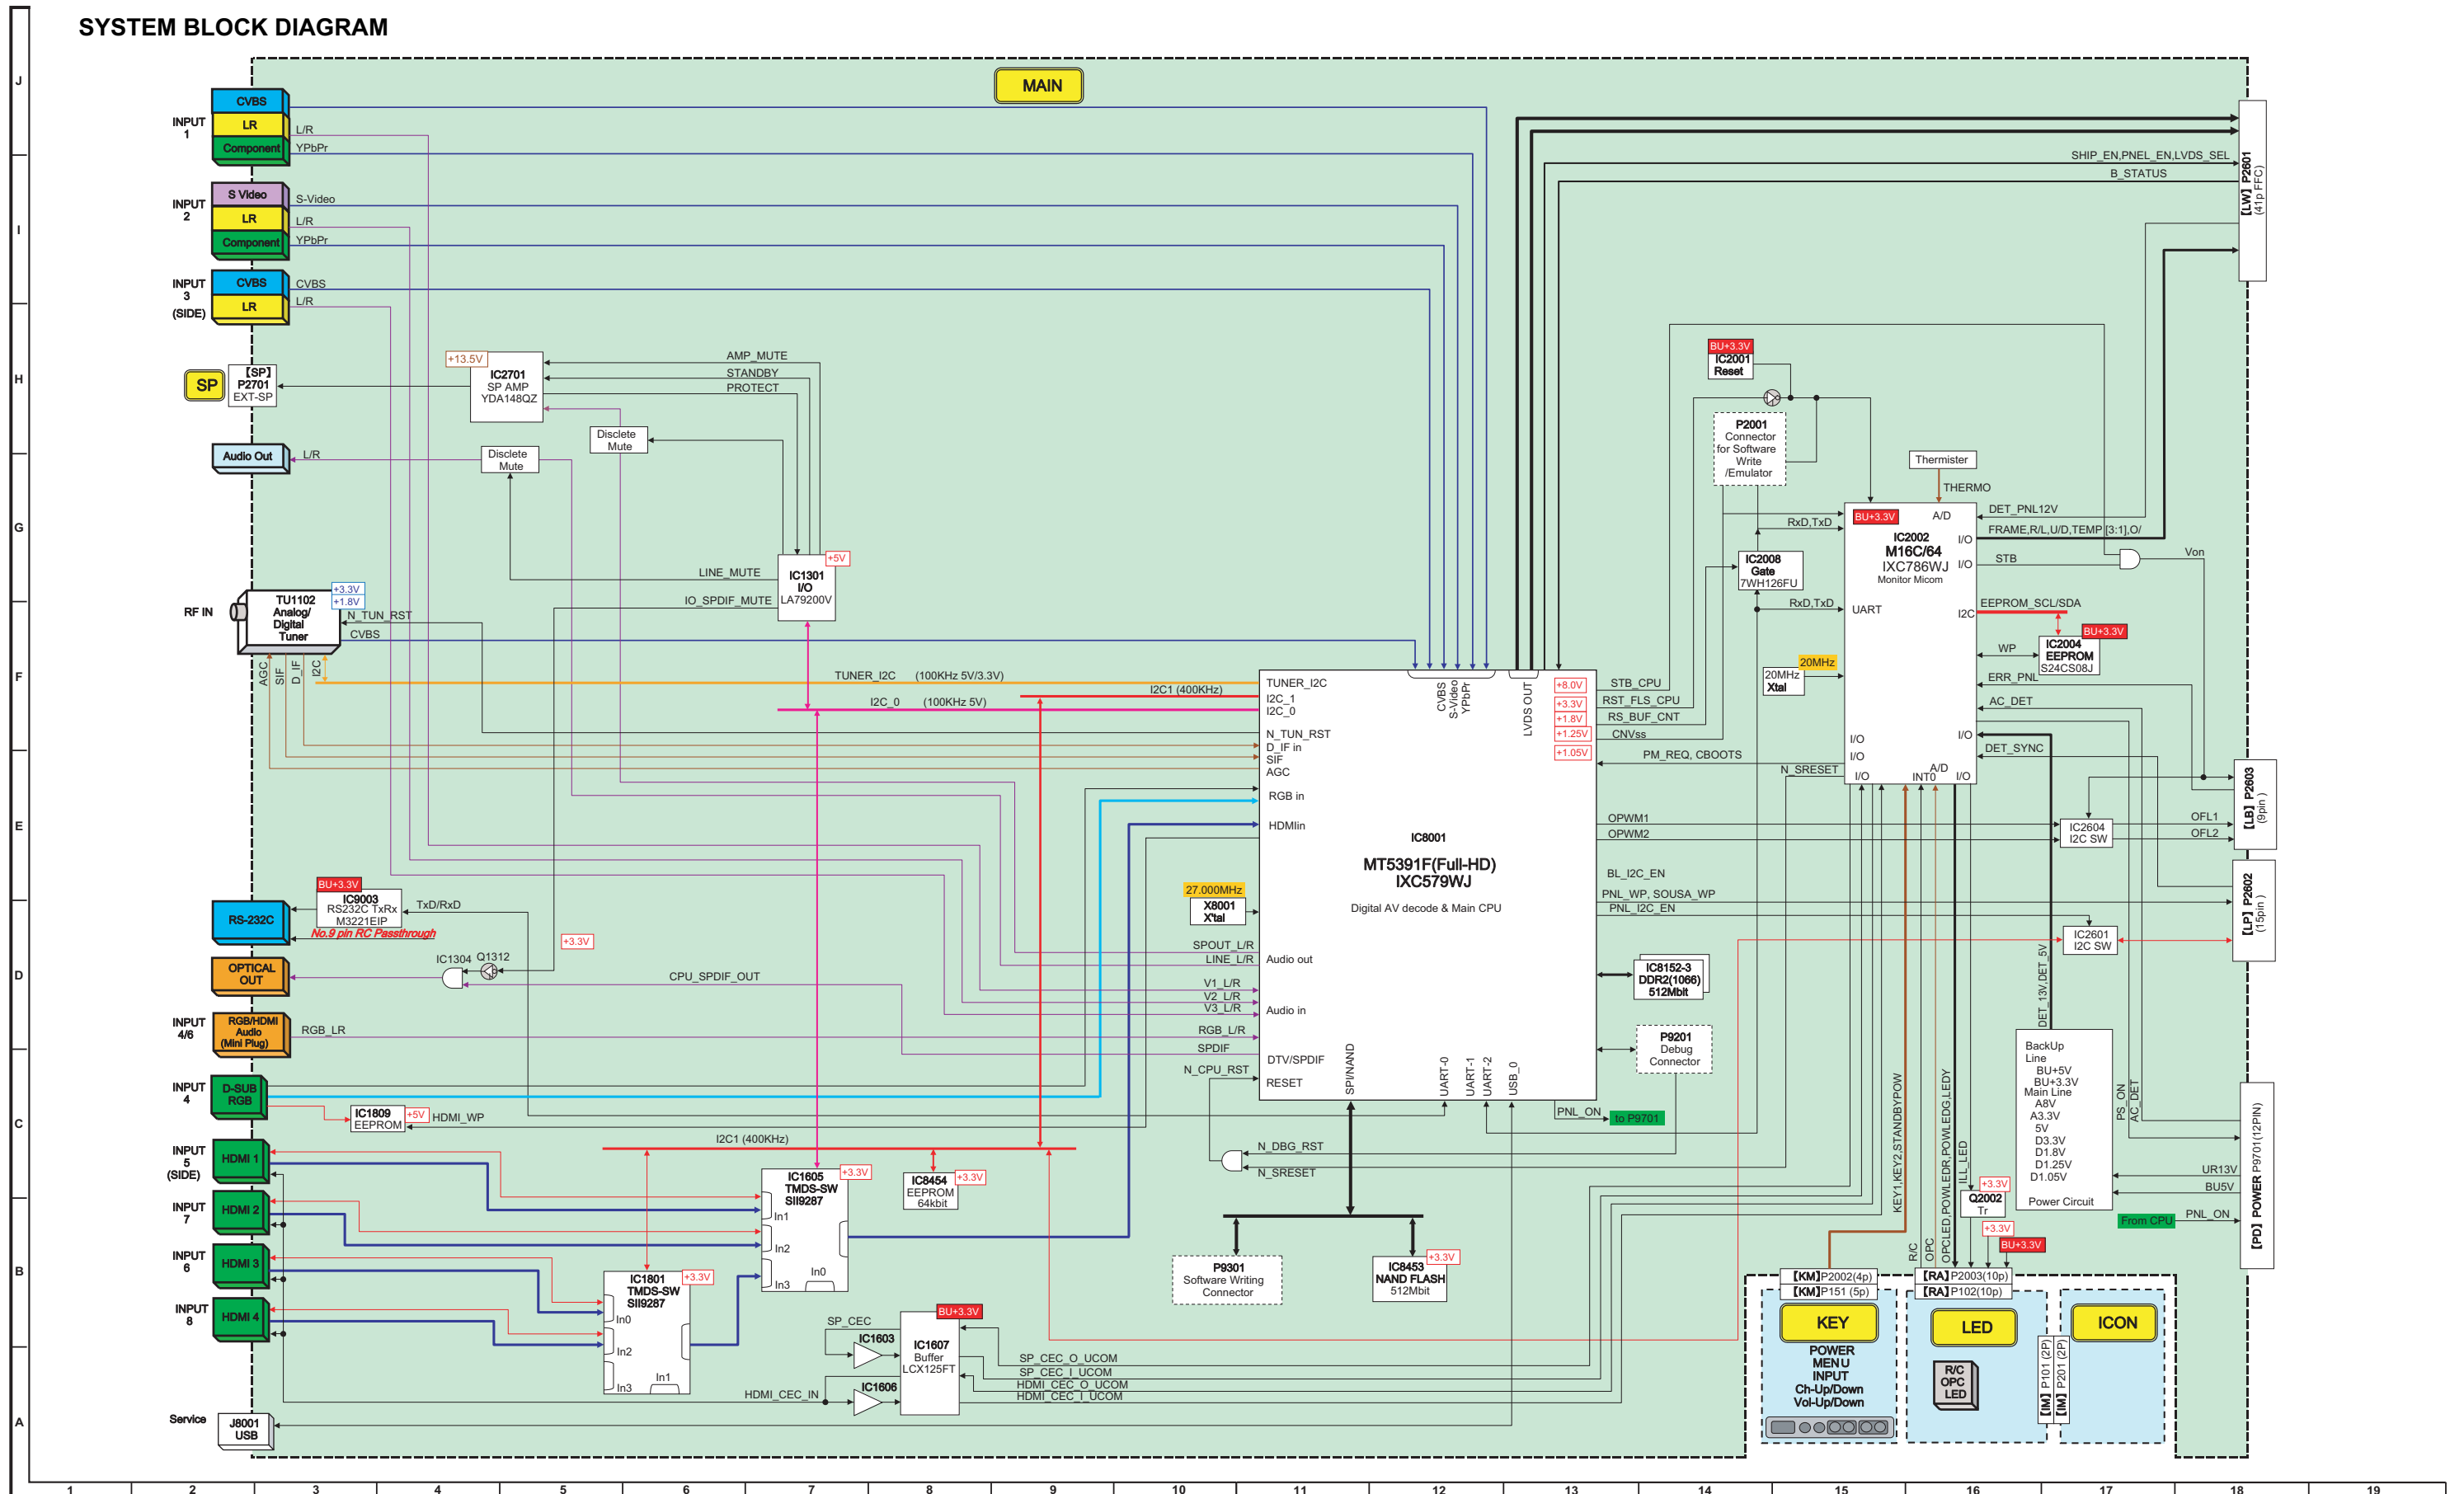 SYSTEM BLOCK DIAGRAM
J
I
H
G
F
E
D
C
B
A
MAIN
INPUT
1
CVBS
LR
Component
L/R
YPbPr
INPUT
2
S Video
LR
Component
S-Video
L/R
YPbPr
INPUT
3
(SIDE)
CVBS
LR
CVBS
L/R
SP
【SP】
P2701
EXT-SP
+13.5V
IC2701
SP AMP
YDA148QZ
AMP_MUTE
STANDBY
PROTECT
Disclete
Mute
Disclete
Mute
Audio Out
L/R
LINE_MUTE
IO_SPDIF_MUTE
+5V
IC1301
I/O
LA79200V
RF IN
TU1102
Analog/
Digital
Tuner
+3.3V
+1.8V
N_TUN_RST
CVBS
AGC
SIF
D_IF
I2C
TUNER_I2C (100KHz 5V/3.3V)
I2C1 (400KHz)
I2C_0 (100KHz 5V)
TUNER_I2C
I2C_1
I2C_0
N_TUN_RST
D_IF in
SIF
AGC
RGB in
HDMIin
CVBS
S-Video
YPbPr
LVDS OUT
+8.0V
+3.3V
+1.8V
+1.25V
+1.05V
IC8001
MT5391F(Full-HD)
IXC579WJ
Digital AV decode & Main CPU
27.000MHz
X8001
X'tal
SPOUT_L/R
LINE_L/R
Audio out
V1_L/R
V2_L/R
V3_L/R
Audio in
RGB_L/R
SPDIF
DTV/SPDIF
N_CPU_RST
RESET
SPI/NAND
UART-0
UART-1
UART-2
USB_0
STB_CPU
RST_FLS_CPU
RS_BUF_CNT
CNVss
PM_REQ, CBOOTS
N_SRESET
OPWM1
OPWM2
BL_I2C_EN
PNL_WP, SOUSA_WP
PNL_I2C_EN
IC8152-3
DDR2(1066)
512Mbit
P9201
Debug
Connector
PNL_ON
to P9701
N_DBG_RST
N_SRESET
BU+3.3V
IC2001
Reset
P2001
Connector
for Software
Write
/Emulator
RxD,TxD
IC2008
Gate
7WH126FU
RxD,TxD
20MHz
20MHz
Xtal
Thermister
THERMO
BU+3.3V
A/D
IC2002
M16C/64
IXC786WJ
Monitor Micom
I/O
I/O
UART
I2C
I/O
I/O
I/O
I/O
INT0
A/D
I/O
DET_PNL12V
FRAME,R/L,U/D,TEMP [3:1],O/
STB
Von
EEPROM_SCL/SDA
BU+3.3V
IC2004
EEPROM
S24CS08J
WP
ERR_PNL
AC_DET
DET_SYNC
SHIP_EN,PNEL_EN,LVDS_SEL
B_STATUS
【LW】 P2601
(41p FFC)
【LB】 P2603
(9pin )
IC2604
I2C SW
OFL1
OFL2
【LP】 P2602
(15pin )
IC2601
I2C SW
DET_13V,DET_5V
BackUp
Line
BU+5V
BU+3.3V
Main Line
A8V
A3.3V
5V
D3.3V
D1.8V
D1.25V
D1.05V
Power Circuit
PS_ON
AC_DET
UR13V
BU5V
From CPU
PNL_ON
【PD】 POWER P9701(12PIN)
KEY1,KEY2,STANDBYPOW
R/C
OPC
OPCLED,POWLEDR,POWLEDG,LEDY
ILL_LED
+3.3V
Q2002
Tr
+3.3V
BU+3.3V
RS-232C
BU+3.3V
IC9003
RS232C TxRx
M3221EIP
TxD/RxD
No.9 pin RC Passthrough
+3.3V
OPTICAL
OUT
IC1304
Q1312
CPU_SPDIF_OUT
INPUT
4/6
RGB/HDMI
Audio
(Mini Plug)
RGB_LR
INPUT
4
D-SUB
RGB
IC1809
EEPROM
+5V
HDMI_WP
INPUT
5
(SIDE)
HDMI 1
INPUT
7
HDMI 2
INPUT
6
HDMI 3
INPUT
8
HDMI 4
I2C1 (400KHz)
IC1605
TMDS-SW
SII9287
+3.3V
In1
In2
In3
In0
IC8454
EEPROM
64kbit
+3.3V
IC1801
TMDS-SW
SII9287
+3.3V
In0
In2
In3
In1
BU+3.3V
IC1607
Buffer
LCX125FT
SP_CEC
IC1603
IC1606
HDMI_CEC_IN
SP_CEC_O_UCOM
SP_CEC_I_UCOM
HDMI_CEC_O_UCOM
HDMI_CEC_I_UCOM
P9301
Software Writing
Connector
+3.3V
IC8453
NAND FLASH
512Mbit
Service
J8001
USB
【KM】P2002(4p)
【KM】P151 (5p)
KEY
POWER
MENU
INPUT
Ch-Up/Down
Vol-Up/Down
【RA】P2003(10p)
【RA】P102(10p)
LED
R/C
OPC
LED
【IM】 P101 (2P)
【IM】 P201 (2P)
ICON
1 2 3 4 5 6 7 8 9 10 11 12 13 14 15 16 17 18 19